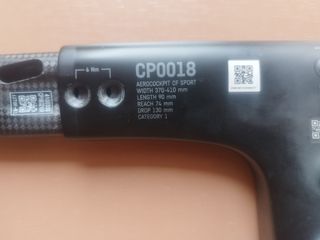 6 Nm
CP0018
AEROCOCKPIT CF SPORT
WIDTH 370-410 mm
LENGTH 90 mm
REACH 74 mm
DROP 130 mm
CATEGORY 1